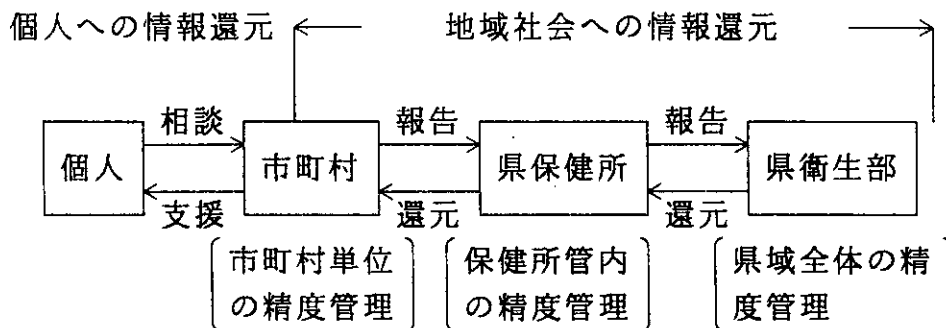 個人への情報還元
地域社会への情報還元
相談
報告
報告
個人
市町村
県保健所
県衛生部
支援
還元
還元
市町村単位
の精度管理
保健所管内
の精度管理
県域全体の精
度管理